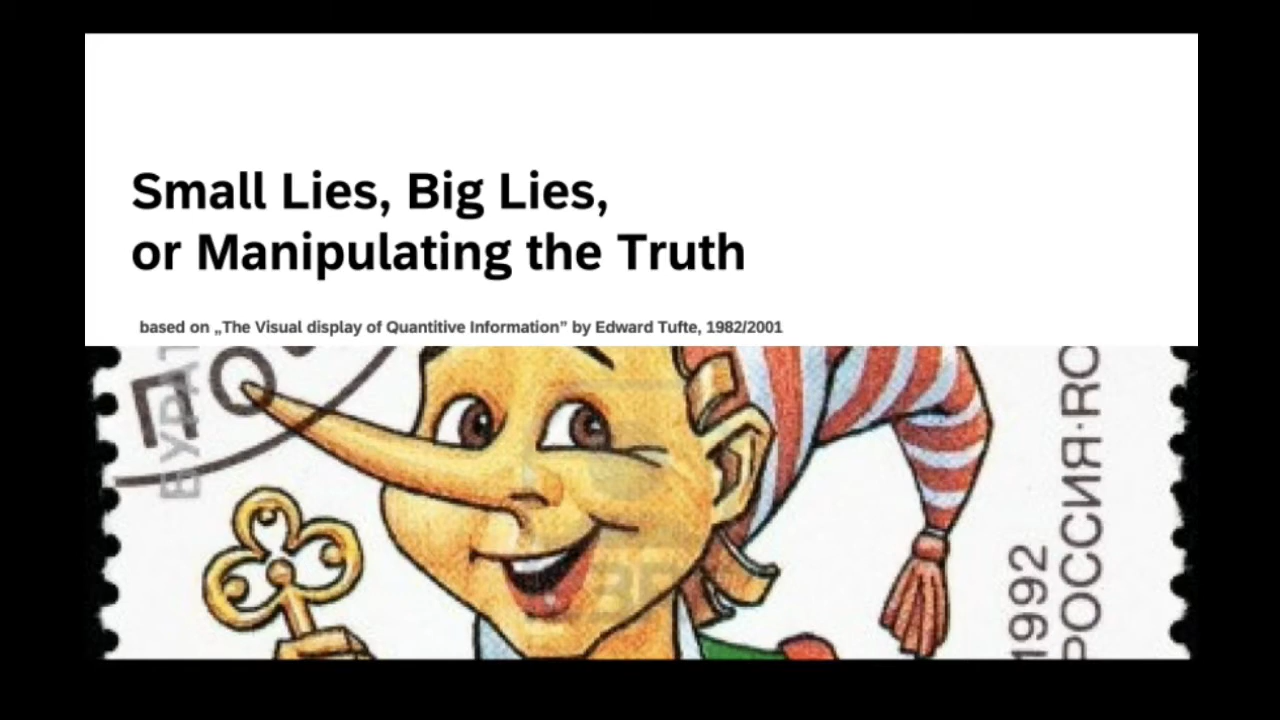 Small Lies, Big Lies,
or Manipulating the Truth
based on „The Visual display of Quantitive Information” by Edward Tufte, 1982/2001
1992
РОССИЯ·RO